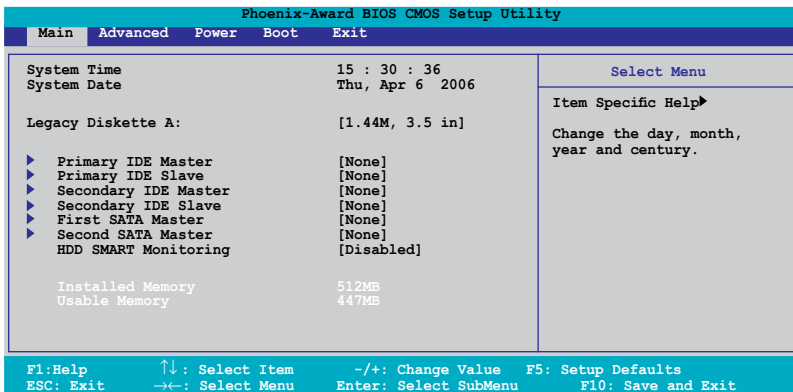 Phoenix-Award BIOS CMOS Setup Utility
Main Advanced Power Boot Exit
System Time 15 : 30 : 36
System Date Thu, Apr 6 2006
Legacy Diskette A: [1.44M, 3.5 in]
Primary IDE Master [None]
Primary IDE Slave [None]
Secondary IDE Master [None]
Secondary IDE Slave [None]
First SATA Master [None]
Second SATA Master [None]
HDD SMART Monitoring [Disabled]
Installed Memory 512MB
Usable Memory 447MB
Select Menu
Item Specific Help
Change the day, month,
year and century.
F1:Help ↑↓: Select Item -/+: Change Value F5: Setup Defaults
ESC: Exit →←: Select Menu Enter: Select SubMenu F10: Save and Exit